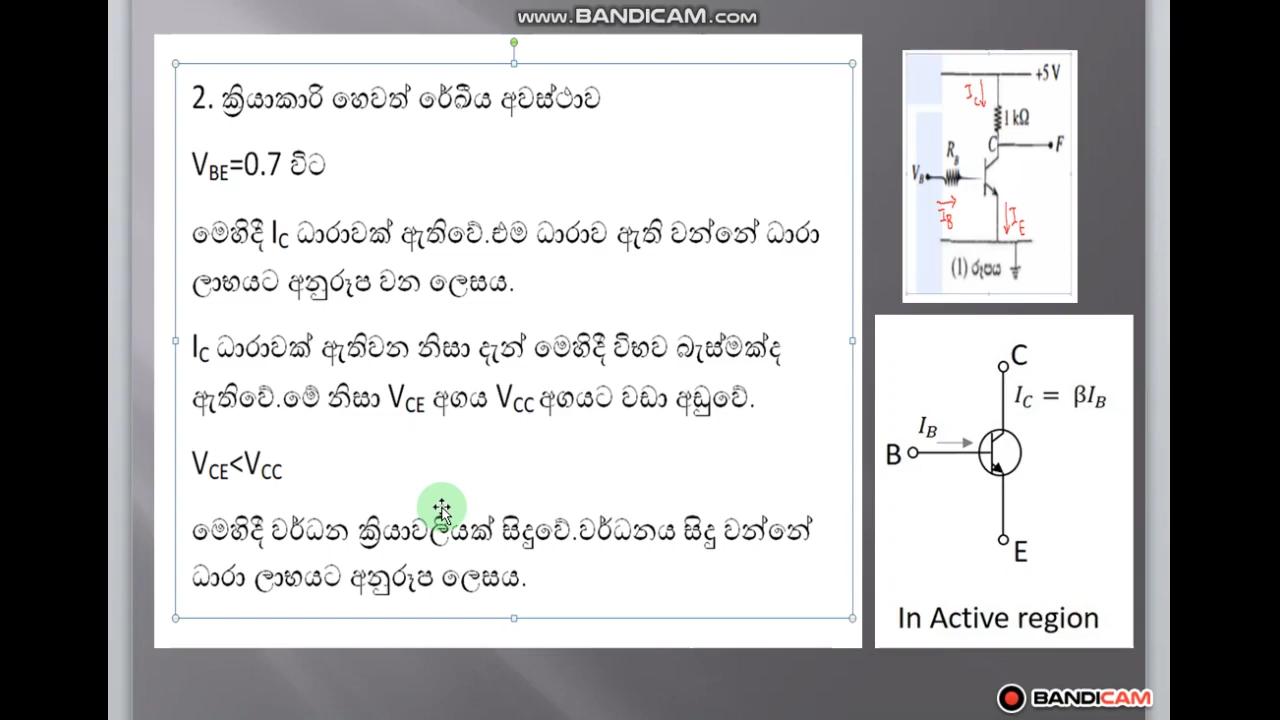 www.BANDICAM.com
2. ක්‍රියාකාරි හෙවත් රේඛීය අවස්ථාව
VBE=0.7 විට
මෙහිදී IC ධාරාවක් ඇතිවේ.එම ධාරාව ඇති වන්නේ ධාරා
ලාභයට අනුරූප වන ලෙසය.
IC ධාරාවක් ඇතිවන නිසා දැන් මෙහිදී විභව බැස්මක්ද
ඇතිවේ.මේ නිසා VCE අගය VCC අගයට වඩා අඩුවේ.
VCE<VCC
මෙහිදී වර්ධන ක්‍රියාවලියක් සිදුවේ.වර්ධනය සිදු වන්නේ
ධාරා ලාභයට අනුරූප ලෙසය.
+5 V
IC
1 kΩ
C
F
RB
VB
IB
IE
(1) රූපය
C
IC = βIB
IB
B
E
In Active region
BANDICAM